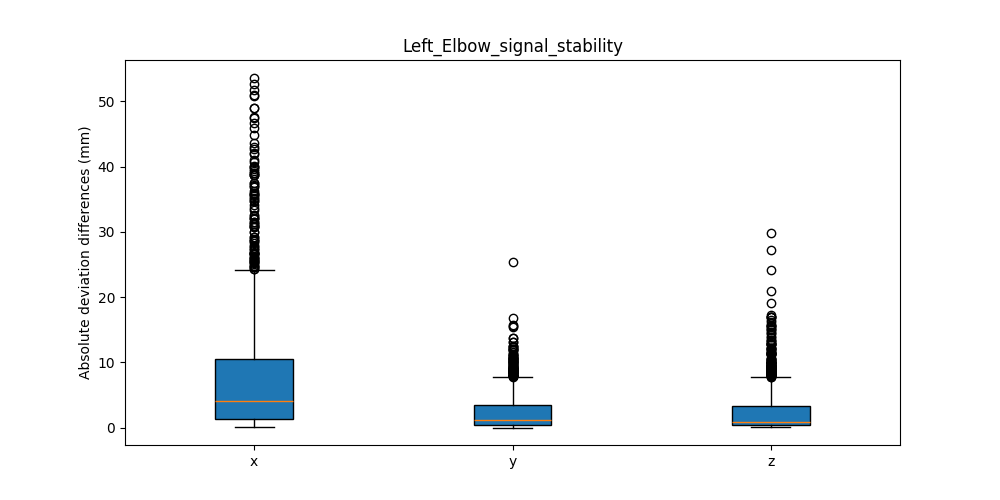 Left_Elbow_signal_stability
Absolute deviation differences (mm)
50
40
30
20
10
0
x y z